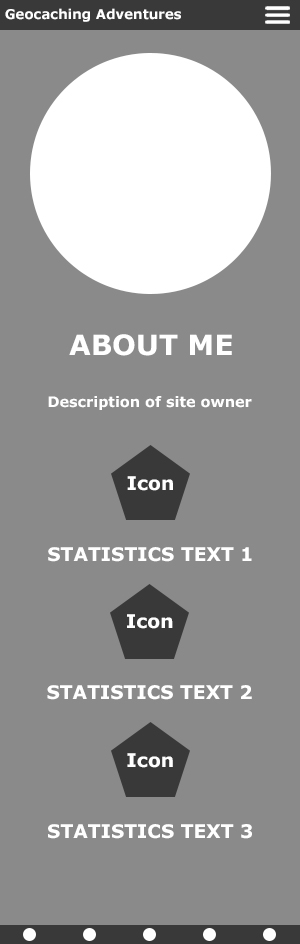 Geocaching Adventures
ABOUT ME
Description of site owner
Icon
STATISTICS TEXT 1
Icon
STATISTICS TEXT 2
Icon
STATISTICS TEXT 3